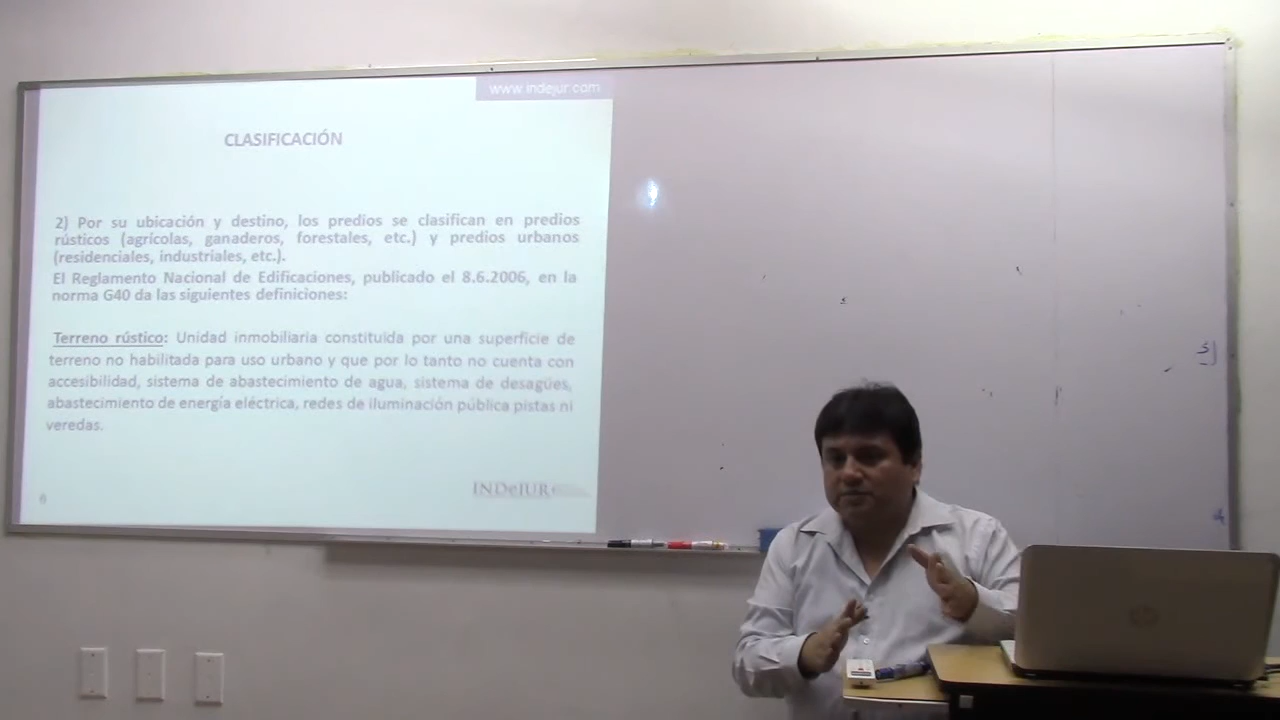 www.indejur.com
CLASIFICACIÓN
2) Por su ubicación y destino, los predios se clasifican en predios
rústicos (agrícolas, ganaderos, forestales, etc.) y predios urbanos
(residenciales, industriales, etc.).
El Reglamento Nacional de Edificaciones, publicado el 8.6.2006, en la
norma G40 da las siguientes definiciones:
Terreno rústico: Unidad inmobiliaria constituida por una superficie de
terreno no habilitada para uso urbano y que por lo tanto no cuenta con
accesibilidad, sistema de abastecimiento de agua, sistema de desagües,
abastecimiento de energía eléctrica, redes de iluminación pública pistas ni
veredas.
INDeJUR
6
hp